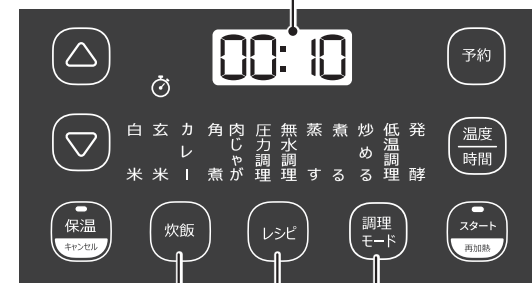 00:10
予約
白米
玄米
カレー
角煮
肉じゃが
圧力調理
無水調理
蒸す
煮る
炒める
低温調理
発酵
温度
時間
保温
キャンセル
炊飯
レシピ
調理
モード
スタート
再加熱